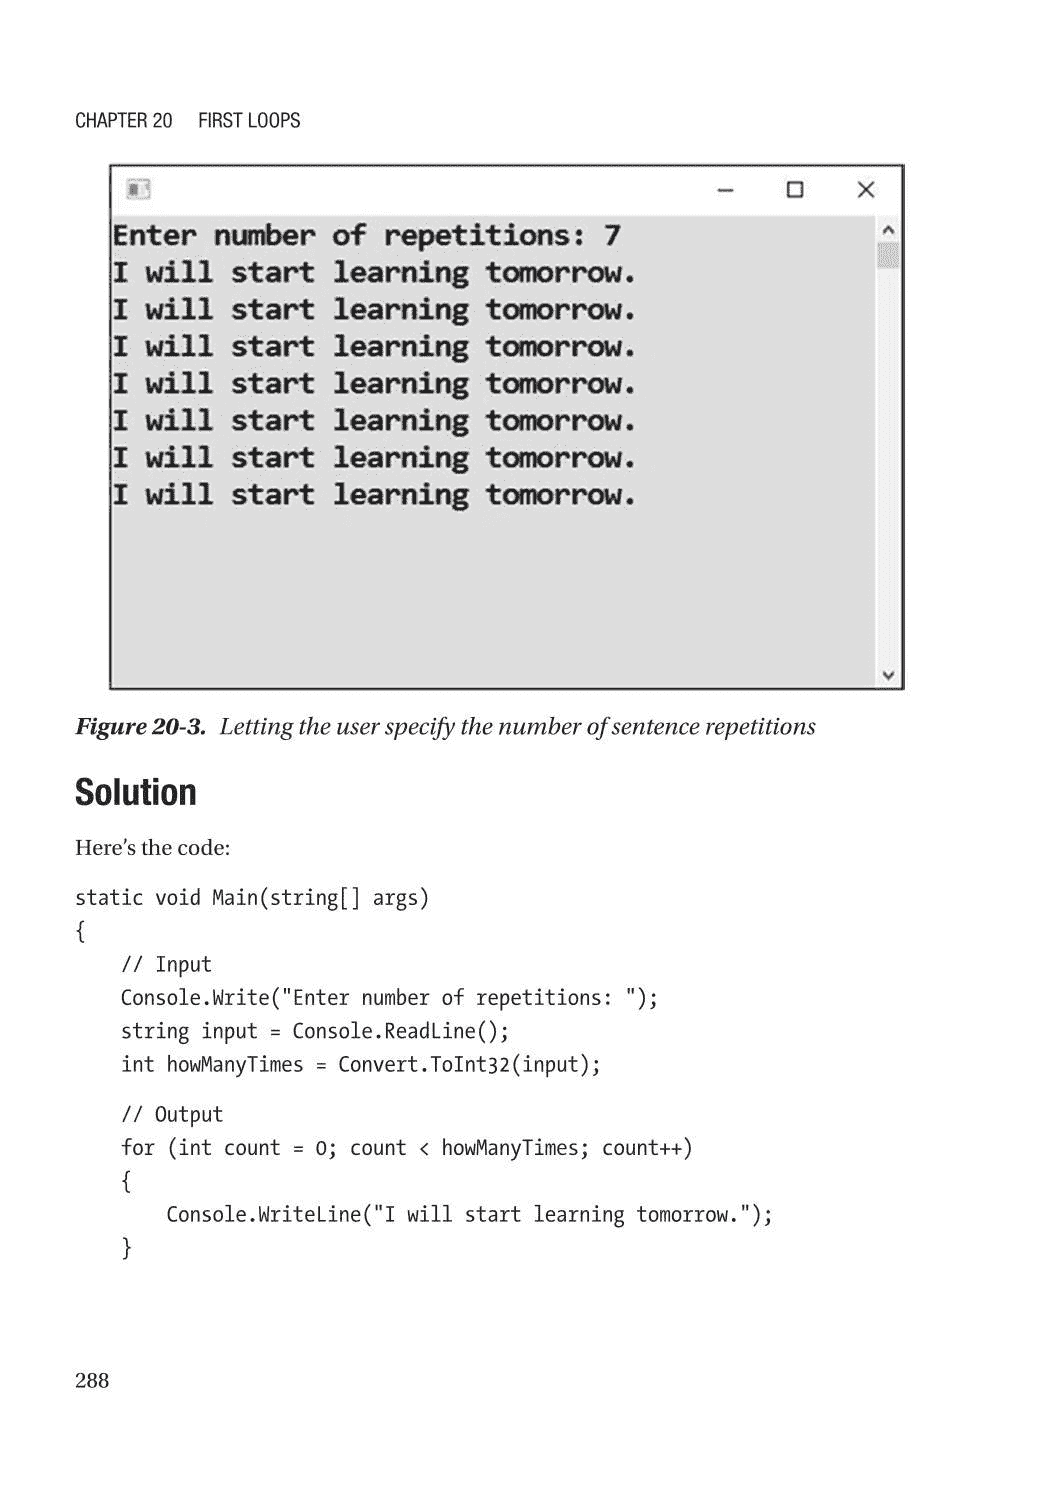 CHAPTER 20 FIRST LOOPS
Enter number of repetitions: 7
I will start learning tomorrow.
I will start learning tomorrow.
I will start learning tomorrow.
I will start learning tomorrow.
I will start learning tomorrow.
I will start learning tomorrow.
I will start learning tomorrow.
Figure 20-3. Letting the user specify the number of sentence repetitions
Solution
Here’s the code:
static void Main(string[] args)
{
    // Input
    Console.Write("Enter number of repetitions: ");
    string input = Console.ReadLine();
    int howManyTimes = Convert.ToInt32(input);
    // Output
    for (int count = 0; count < howManyTimes; count++)
    {
        Console.WriteLine("I will start learning tomorrow.");
    }
288